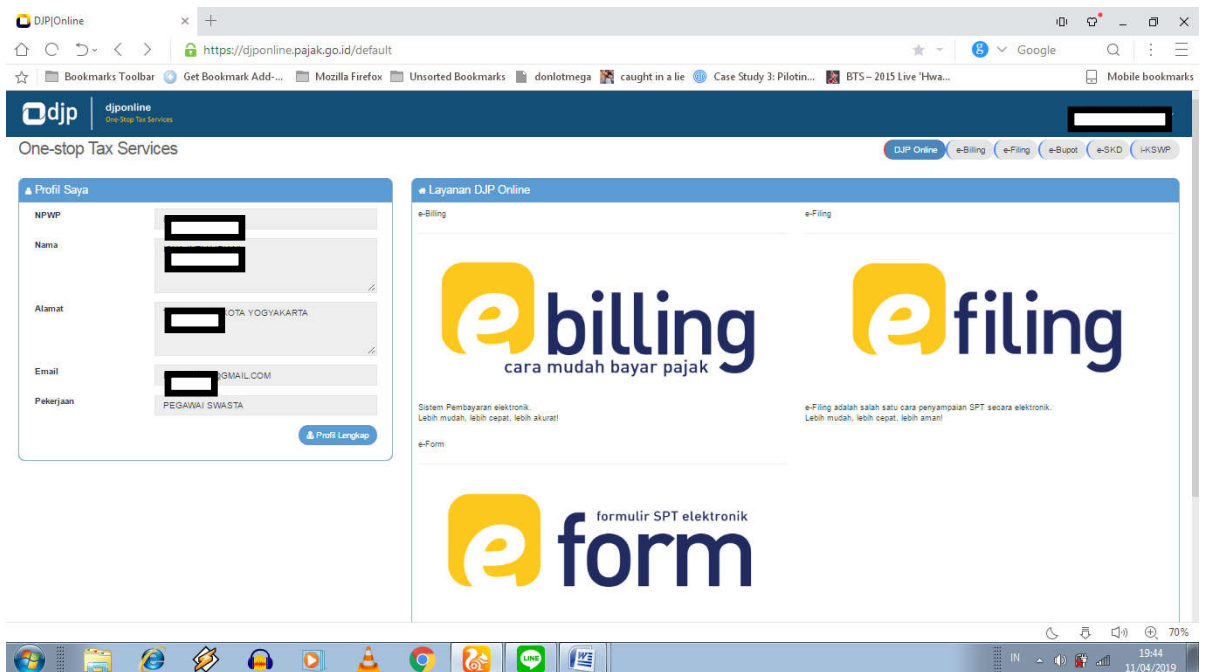 DJP|Online
https://djponline.pajak.go.id/default
Google
Bookmarks Toolbar
Get Bookmark Add-...
Mozilla Firefox
Unsorted Bookmarks
donlotmega
caught in a lie
Case Study 3: Pilotin...
BTS – 2015 Live 'Hwa...
Mobile bookmarks
djp
djponline
One-Stop Tax Services
One-stop Tax Services
DJP Online
e-Billing
e-Filing
e-Bupot
e-SKD
i-KSWP
Profil Saya
NPWP
Nama
Alamat
OTA YOGYAKARTA
Email
GMAIL.COM
Pekerjaan
PEGAWAI SWASTA
Profil Lengkap
Layanan DJP Online
e-Billing
e billing
cara mudah bayar pajak
Sistem Pembayaran elektronik.
Lebih mudah, lebih cepat, lebih akurat!
e-Filing
e filing
e-Filing adalah salah satu cara penyampaian SPT secara elektronik.
Lebih mudah, lebih cepat, lebih aman!
e-Form
formulir SPT elektronik
e form
70%
LINE
W
IN
19:44
11/04/2019